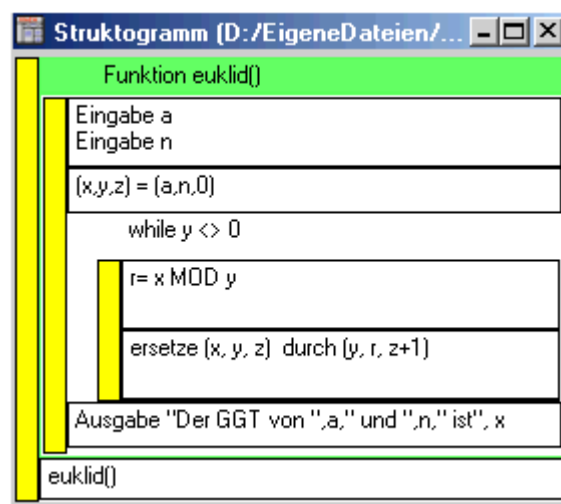 Struktogramm (D:/EigeneDateien/...
Funktion euklid()
Eingabe a
Eingabe n
(x,y,z) = (a,n,0)
while y <> 0
r= x MOD y
ersetze (x, y, z) durch (y, r, z+1)
Ausgabe "Der GGT von ",a," und ",n," ist", x
euklid()